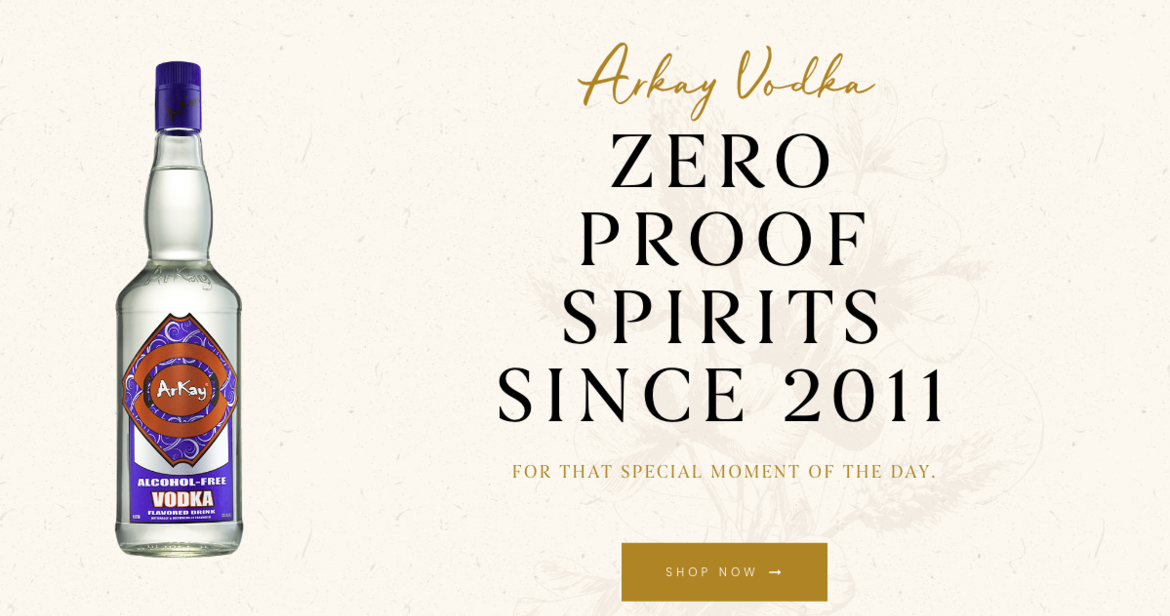 Arkay Vodka
ZERO
PROOF
SPIRITS
SINCE 2011
FOR THAT SPECIAL MOMENT OF THE DAY.
SHOP NOW →
ArKay
ArKay
ALCOHOL-FREE
VODKA
FLAVORED DRINK